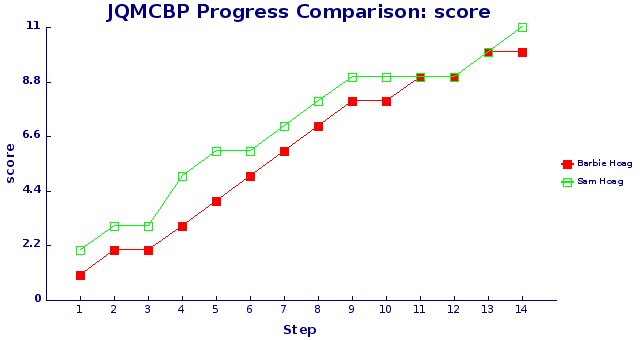 JQMCBP Progress Comparison: score
11
8.8
6.6
4.4
2.2
0
score
1 2 3 4 5 6 7 8 9 10 11 12 13 14
Step
Barbie Hoag
Sam Hoag